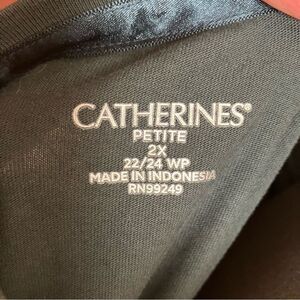 CATHERINES®
PETITE
2X
22/24 WP
MADE IN INDONESIA
RN99249